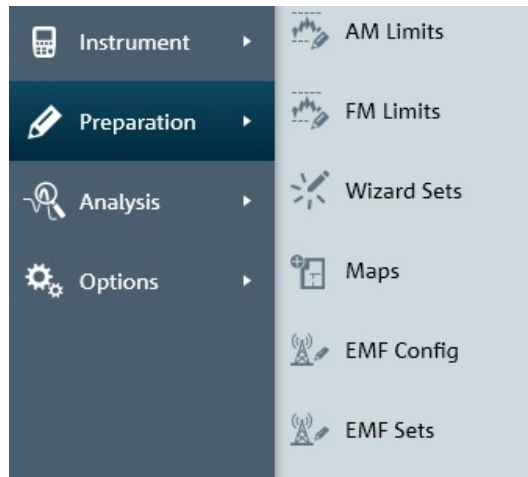 Instrument
Preparation
Analysis
Options
AM Limits
FM Limits
Wizard Sets
Maps
EMF Config
EMF Sets